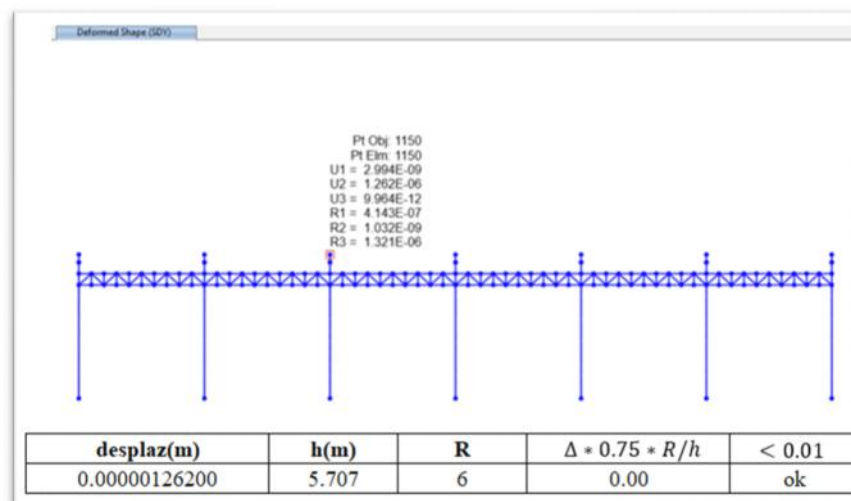 Deformed Shape (SDY)
Pt Obj: 1150
Pt Elm: 1150
U1 = 2.994E-09
U2 = 1.262E-06
U3 = 9.964E-12
R1 = 4.143E-07
R2 = 1.032E-09
R3 = 1.321E-06
desplaz(m) h(m) R Δ ∗ 0.75 ∗ R/h < 0.01
0.00000126200 5.707 6 0.00 ok